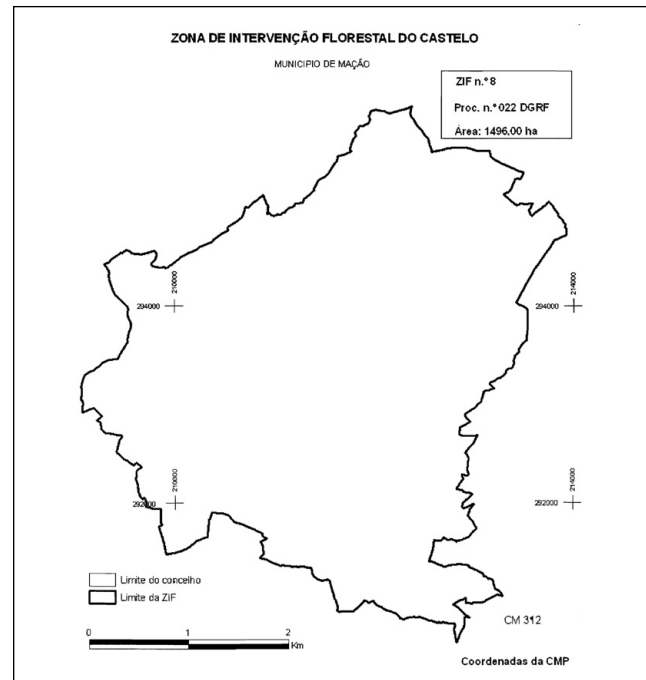 ZONA DE INTERVENÇÃO FLORESTAL DO CASTELO
MUNICIPIO DE MAÇÃO
ZIF n.º 8
Proc. n.º 022 DGRF
Área: 1496,00 ha
210000
294000
214000
294000
210000
292000
214000
292000
Limite do concelho
Limite da ZIF
CM 312
0 1 2
Km
Coordenadas da CMP